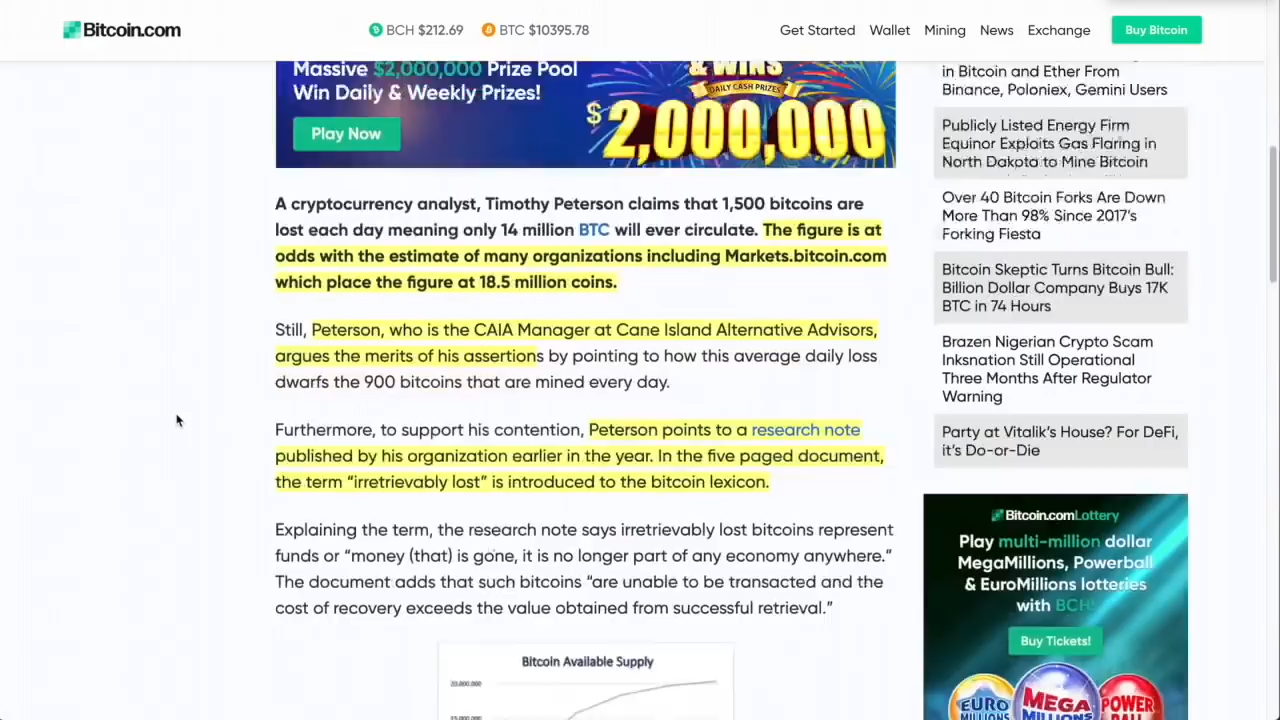 Bitcoin.com
BCH $212.69
BTC $10395.78
Get Started
Wallet
Mining
News
Exchange
Buy Bitcoin
Massive $2,000,000 Prize Pool
Win Daily & Weekly Prizes!
Play Now
& WINS
DAILY CASH PRIZES
$2,000,000
A cryptocurrency analyst, Timothy Peterson claims that 1,500 bitcoins are
lost each day meaning only 14 million BTC will ever circulate. The figure is at
odds with the estimate of many organizations including Markets.bitcoin.com
which place the figure at 18.5 million coins.
Still, Peterson, who is the CAIA Manager at Cane Island Alternative Advisors,
argues the merits of his assertions by pointing to how this average daily loss
dwarfs the 900 bitcoins that are mined every day.
Furthermore, to support his contention, Peterson points to a research note
published by his organization earlier in the year. In the five paged document,
the term “irretrievably lost” is introduced to the bitcoin lexicon.
Explaining the term, the research note says irretrievably lost bitcoins represent
funds or “money (that) is gone, it is no longer part of any economy anywhere.”
The document adds that such bitcoins “are unable to be transacted and the
cost of recovery exceeds the value obtained from successful retrieval.”
Bitcoin Available Supply
20,000,000
in Bitcoin and Ether From
Binance, Poloniex, Gemini Users
Publicly Listed Energy Firm
Equinor Exploits Gas Flaring in
North Dakota to Mine Bitcoin
Over 40 Bitcoin Forks Are Down
More Than 98% Since 2017’s
Forking Fiesta
Bitcoin Skeptic Turns Bitcoin Bull:
Billion Dollar Company Buys 17K
BTC in 74 Hours
Brazen Nigerian Crypto Scam
Inksnation Still Operational
Three Months After Regulator
Warning
Party at Vitalik’s House? For DeFi,
it’s Do-or-Die
Bitcoin.com Lottery
Play multi-million dollar
MegaMillions, Powerball
& EuroMillions lotteries
with BCH!
Buy Tickets!
EURO
MILLIONS
MEGA
MILLIONS
POWER